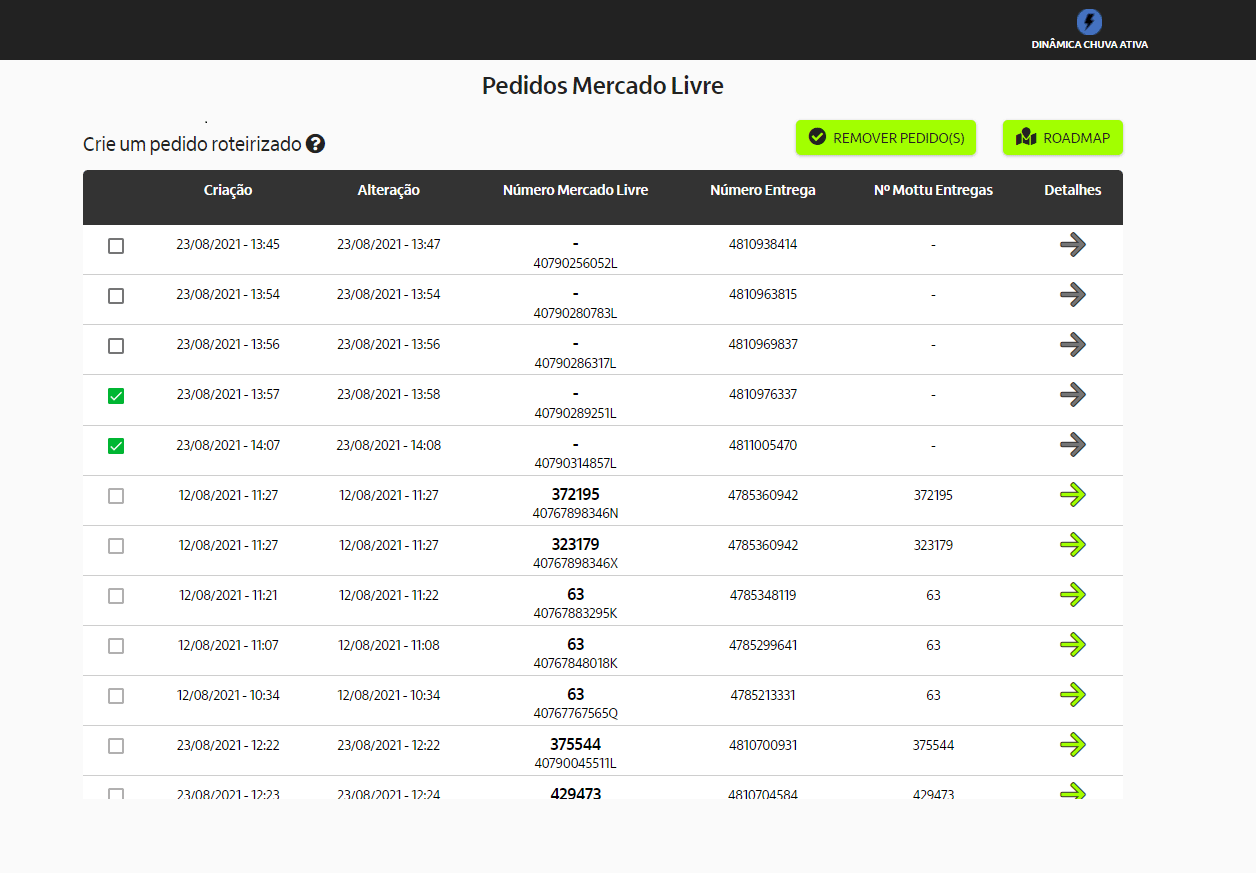 DINÂMICA CHUVA ATIVA
Pedidos Mercado Livre
Crie um pedido roteirizado ?
REMOVER PEDIDO(S)
ROADMAP
Criação Alteração Número Mercado Livre Número Entrega Nº Mottu Entregas Detalhes
23/08/2021 - 13:45 23/08/2021 - 13:47 - 4810938414 -
40790256052L
23/08/2021 - 13:54 23/08/2021 - 13:54 - 4810963815 -
40790280783L
23/08/2021 - 13:56 23/08/2021 - 13:56 - 4810969837 -
40790286317L
23/08/2021 - 13:57 23/08/2021 - 13:58 - 4810976337 -
40790289251L
23/08/2021 - 14:07 23/08/2021 - 14:08 - 4811005470 -
40790314857L
12/08/2021 - 11:27 12/08/2021 - 11:27 372195 4785360942 372195
40767898346N
12/08/2021 - 11:27 12/08/2021 - 11:27 323179 4785360942 323179
40767898346X
12/08/2021 - 11:21 12/08/2021 - 11:22 63 4785348119 63
40767883295K
12/08/2021 - 11:07 12/08/2021 - 11:08 63 4785299641 63
40767848018K
12/08/2021 - 10:34 12/08/2021 - 10:34 63 4785213331 63
40767767565Q
23/08/2021 - 12:22 23/08/2021 - 12:22 375544 4810700931 375544
40790045511L
23/08/2021 - 12:23 23/08/2021 - 12:24 429473 4810704584 429473